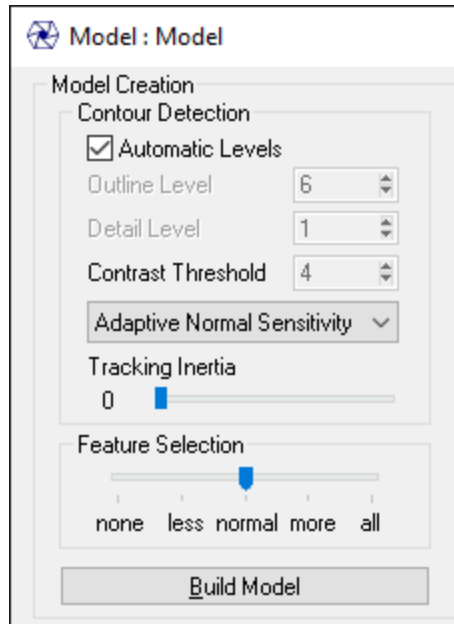 Model : Model
Model Creation
Contour Detection
Automatic Levels
Outline Level 6
Detail Level 1
Contrast Threshold 4
Adaptive Normal Sensitivity
Tracking Inertia
0
Feature Selection
none less normal more all
Build Model